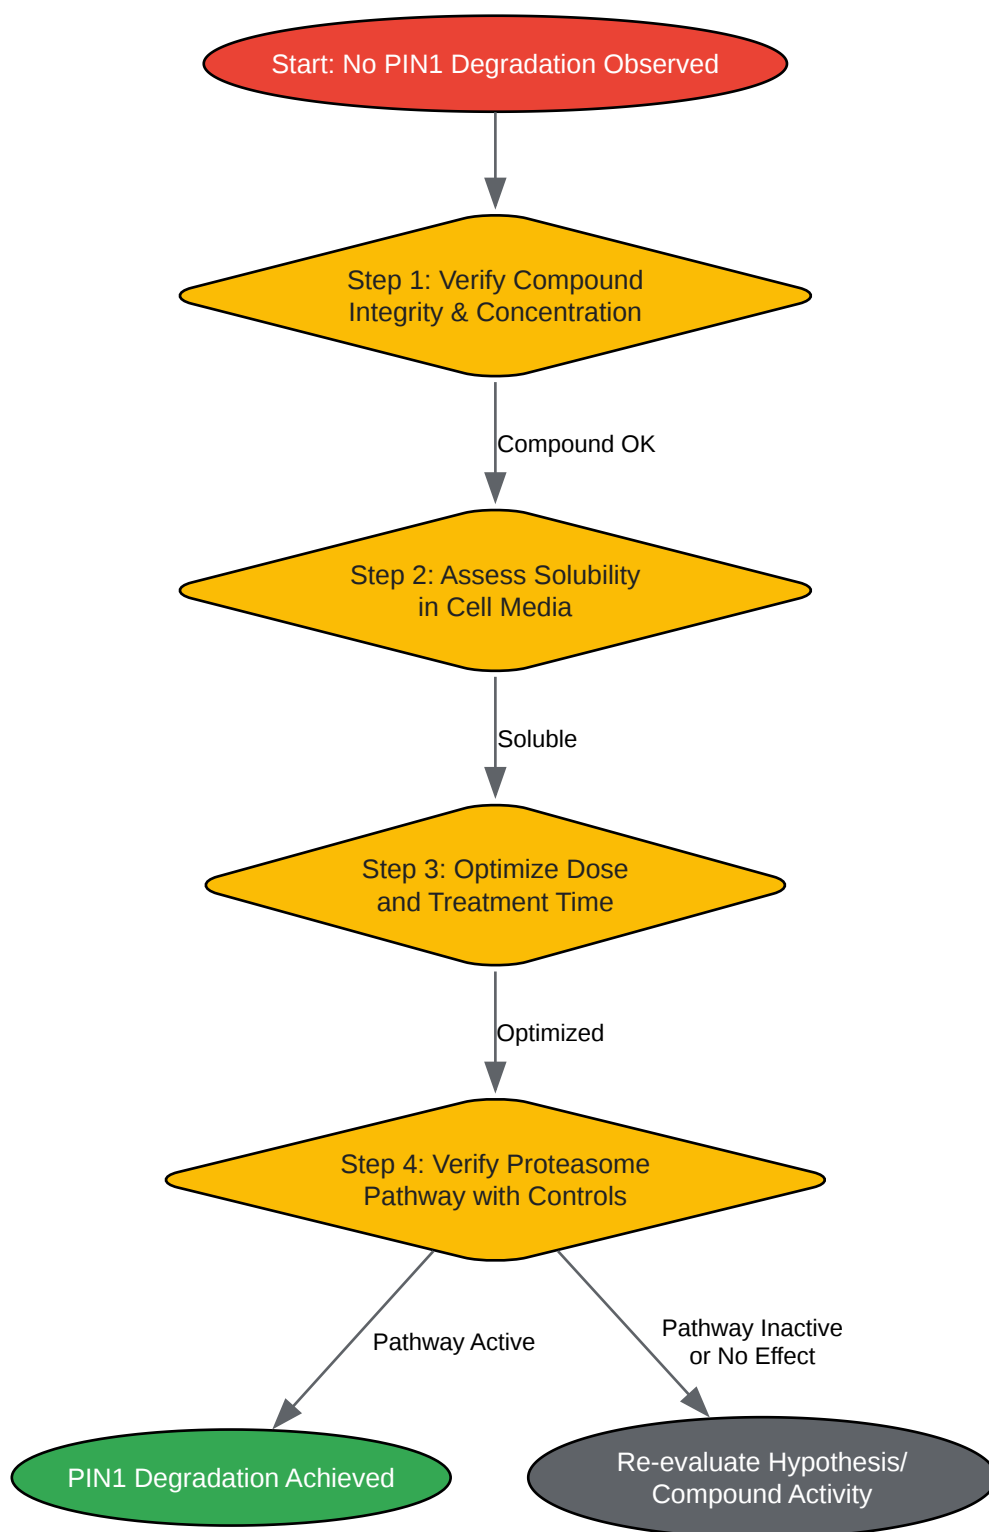 Start: No PIN1 Degradation Observed
Step 1: Verify Compound
Integrity & Concentration
Compound OK
Step 2: Assess Solubility
in Cell Media
Soluble
Step 3: Optimize Dose
and Treatment Time
Optimized
Step 4: Verify Proteasome
Pathway with Controls
Pathway Active
Pathway Inactive
or No Effect
PIN1 Degradation Achieved
Re-evaluate Hypothesis/
Compound Activity